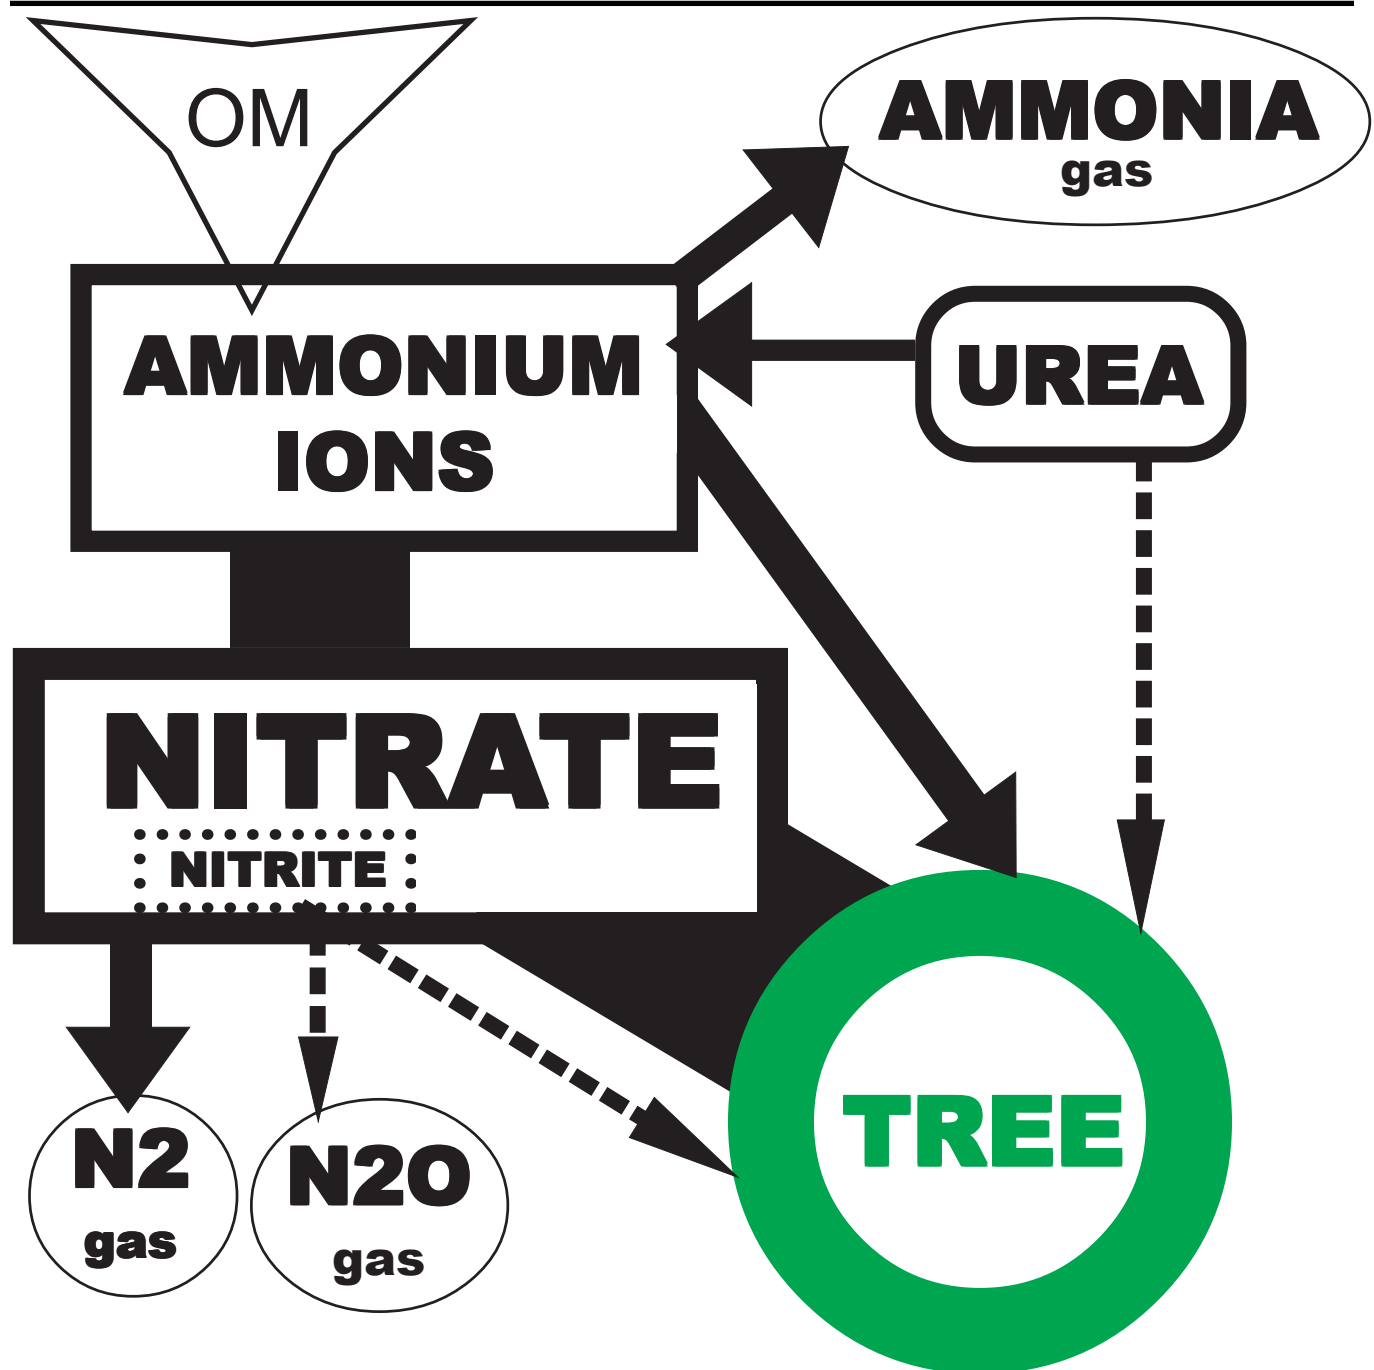 OM
AMMONIA
gas
AMMONIUM
IONS
UREA
NITRATE
NITRITE
N2
gas
N2O
gas
TREE